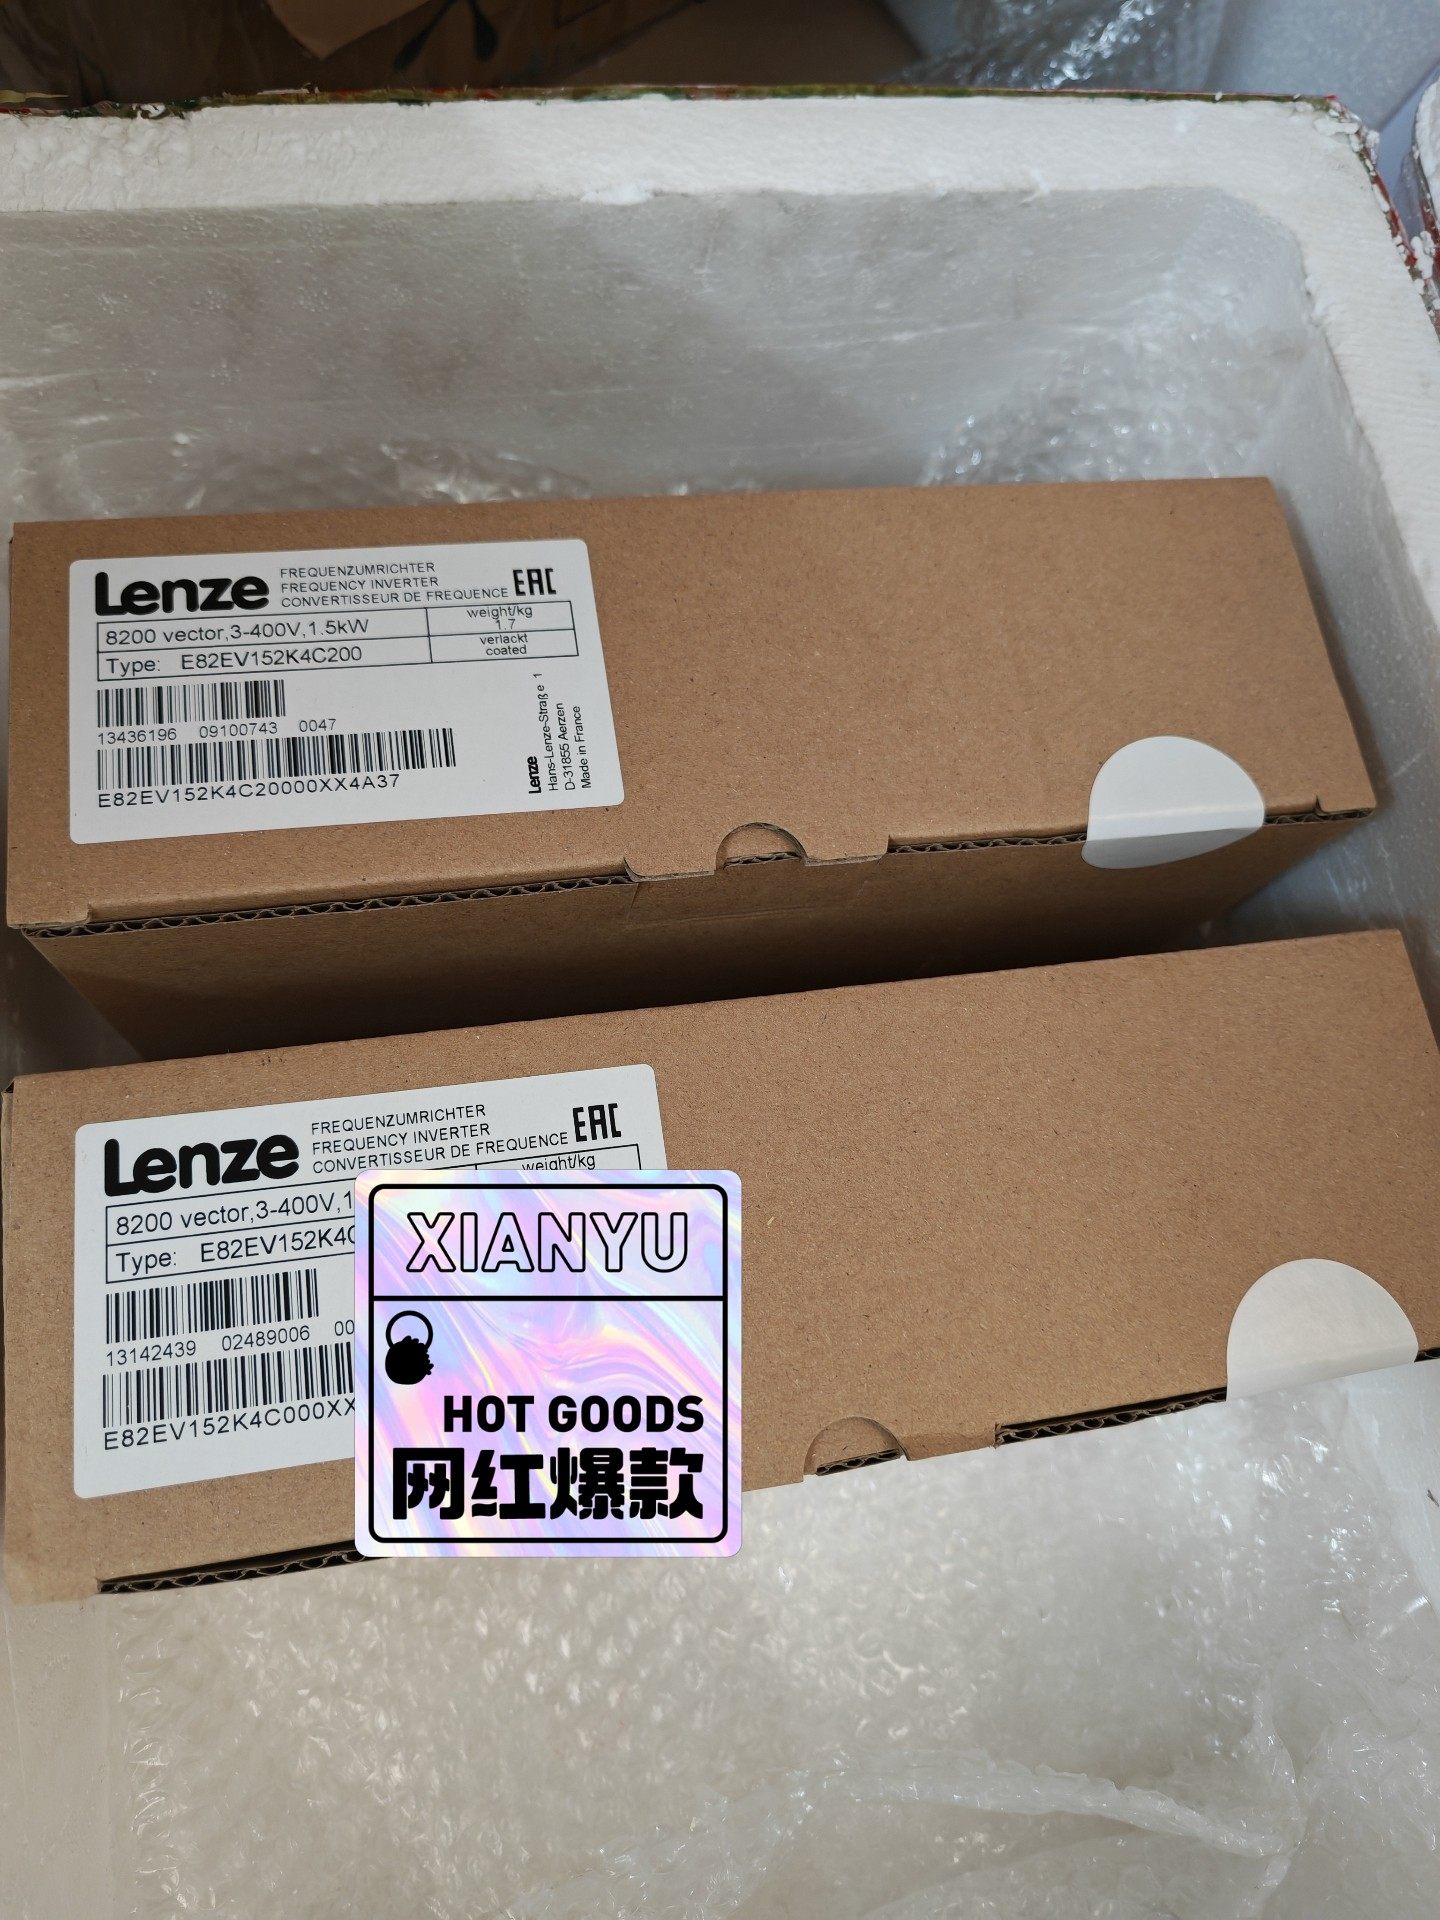 Lenze
FREQUENZUMRICHTER
FREQUENCY INVERTER
CONVERTISSEUR DE FREQUENCE
EAC
8200 vector,3-400V,1.5kW
weight/kg
1.7
Type: E82EV152K4C200
verlackt
coated
13436196 09100743 0047
E82EV152K4C20000XX4A37
Lenze
Hans-Lenze-Straße 1
D-31855 Aerzen
Made in France
Lenze
FREQUENZUMRICHTER
FREQUENCY INVERTER
CONVERTISSEUR DE FREQUENCE
EAC
8200 vector,3-400V,1
weight/kg
Type: E82EV152K4C
13142439 02489006 00
E82EV152K4C000XX
XIANYU
HOT GOODS
网红爆款